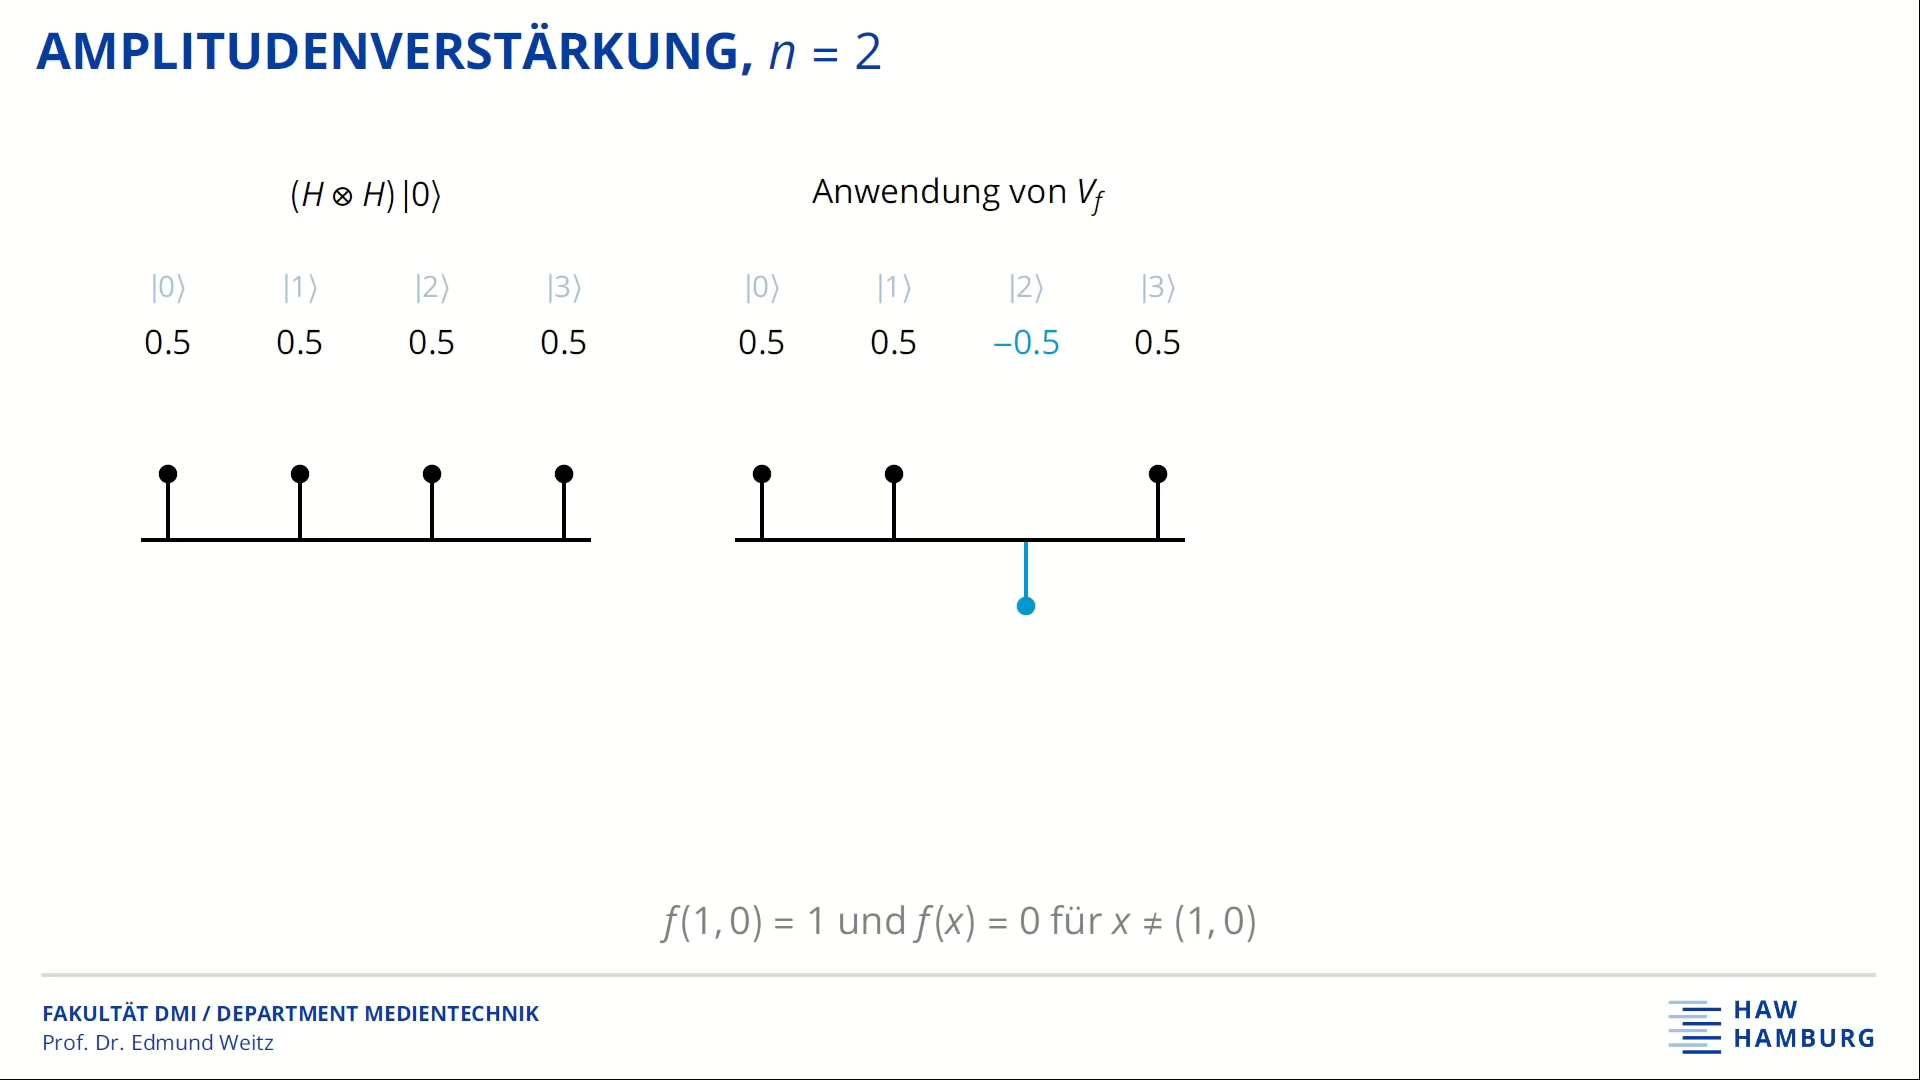 AMPLITUDENVERSTÄRKUNG, n = 2
(H ⊗ H) |0⟩
|0⟩ |1⟩ |2⟩ |3⟩
0.5 0.5 0.5 0.5
Anwendung von V_f
|0⟩ |1⟩ |2⟩ |3⟩
0.5 0.5 −0.5 0.5
f(1, 0) = 1 und f(x) = 0 für x ≠ (1, 0)
FAKULTÄT DMI / DEPARTMENT MEDIENTECHNIK
Prof. Dr. Edmund Weitz
HAW
HAMBURG